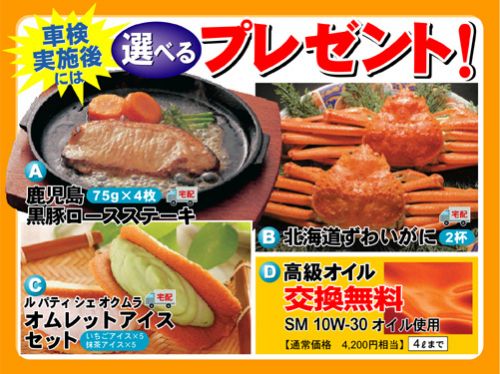 車検
実施後
には
選べる
プレゼント!
A
宅配
鹿児島 75g×4枚
黒豚ロースステーキ
宅配
B 北海道ずわいがに 2杯
C
宅配
ル パティ シェ オクムラ
オムレットアイス
セット
いちごアイス×5
抹茶アイス×5
D 高級オイル
交換無料
SM 10W-30 オイル使用
【通常価格 4,200円相当】 4ℓまで